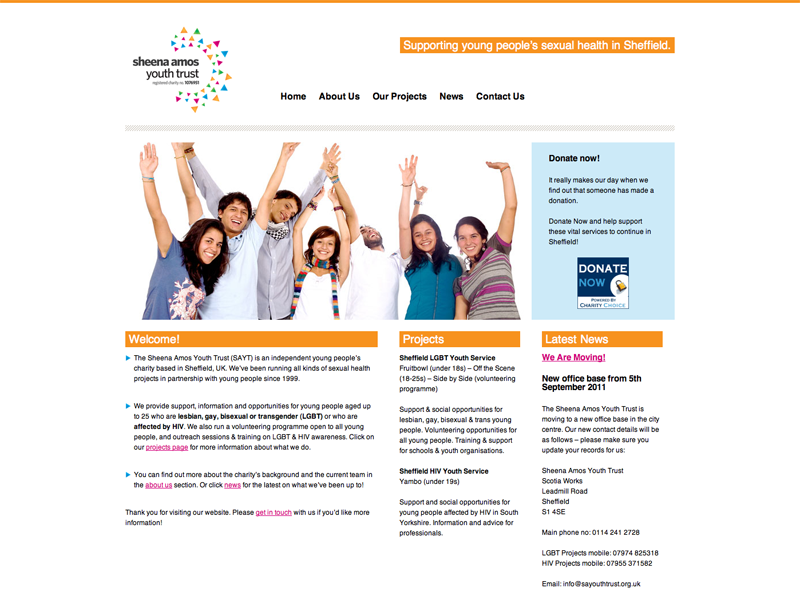 sheena amos
youth trust
registered charity no. 1076951
Supporting young people's sexual health in Sheffield.
Home About Us Our Projects News Contact Us
Donate now!
It really makes our day when we
find out that someone has made a
donation.
Donate Now and help support
these vital services to continue in
Sheffield!
DONATE
NOW
POWERED BY
CHARITY CHOICE
Welcome!
The Sheena Amos Youth Trust (SAYT) is an independent young people's
charity based in Sheffield, UK. We've been running all kinds of sexual health
projects in partnership with young people since 1999.
We provide support, information and opportunities for young people aged up
to 25 who are lesbian, gay, bisexual or transgender (LGBT) or who are
affected by HIV. We also run a volunteering programme open to all young
people, and outreach sessions & training on LGBT & HIV awareness. Click on
our projects page for more information about what we do.
You can find out more about the charity's background and the current team in
the about us section. Or click news for the latest on what we've been up to!
Thank you for visiting our website. Please get in touch with us if you'd like more
information!
Projects
Sheffield LGBT Youth Service
Fruitbowl (under 18s) – Off the Scene
(18-25s) – Side by Side (volunteering
programme)
Support & social opportunities for
lesbian, gay, bisexual & trans young
people. Volunteering opportunities for
all young people. Training & support
for schools & youth organisations.
Sheffield HIV Youth Service
Yambo (under 19s)
Support and social opportunities for
young people affected by HIV in South
Yorkshire. Information and advice for
professionals.
Latest News
We Are Moving!
New office base from 5th
September 2011
The Sheena Amos Youth Trust is
moving to a new office base in the city
centre. Our new contact details will be
as follows – please make sure you
update your records for us:
Sheena Amos Youth Trust
Scotia Works
Leadmill Road
Sheffield
S1 4SE
Main phone no: 0114 241 2728
LGBT Projects mobile: 07974 825318
HIV Projects mobile: 07955 371582
Email: info@sayouthtrust.org.uk